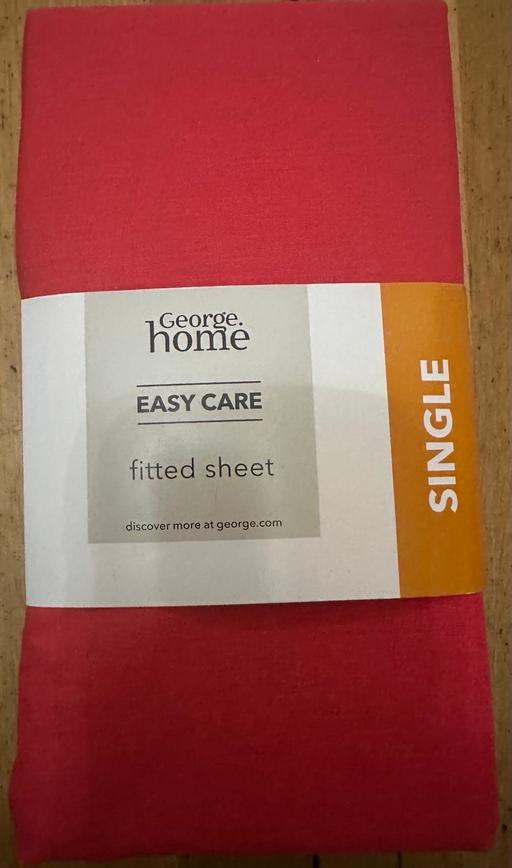 George.
home
EASY CARE
fitted sheet
discover more at george.com
SINGLE